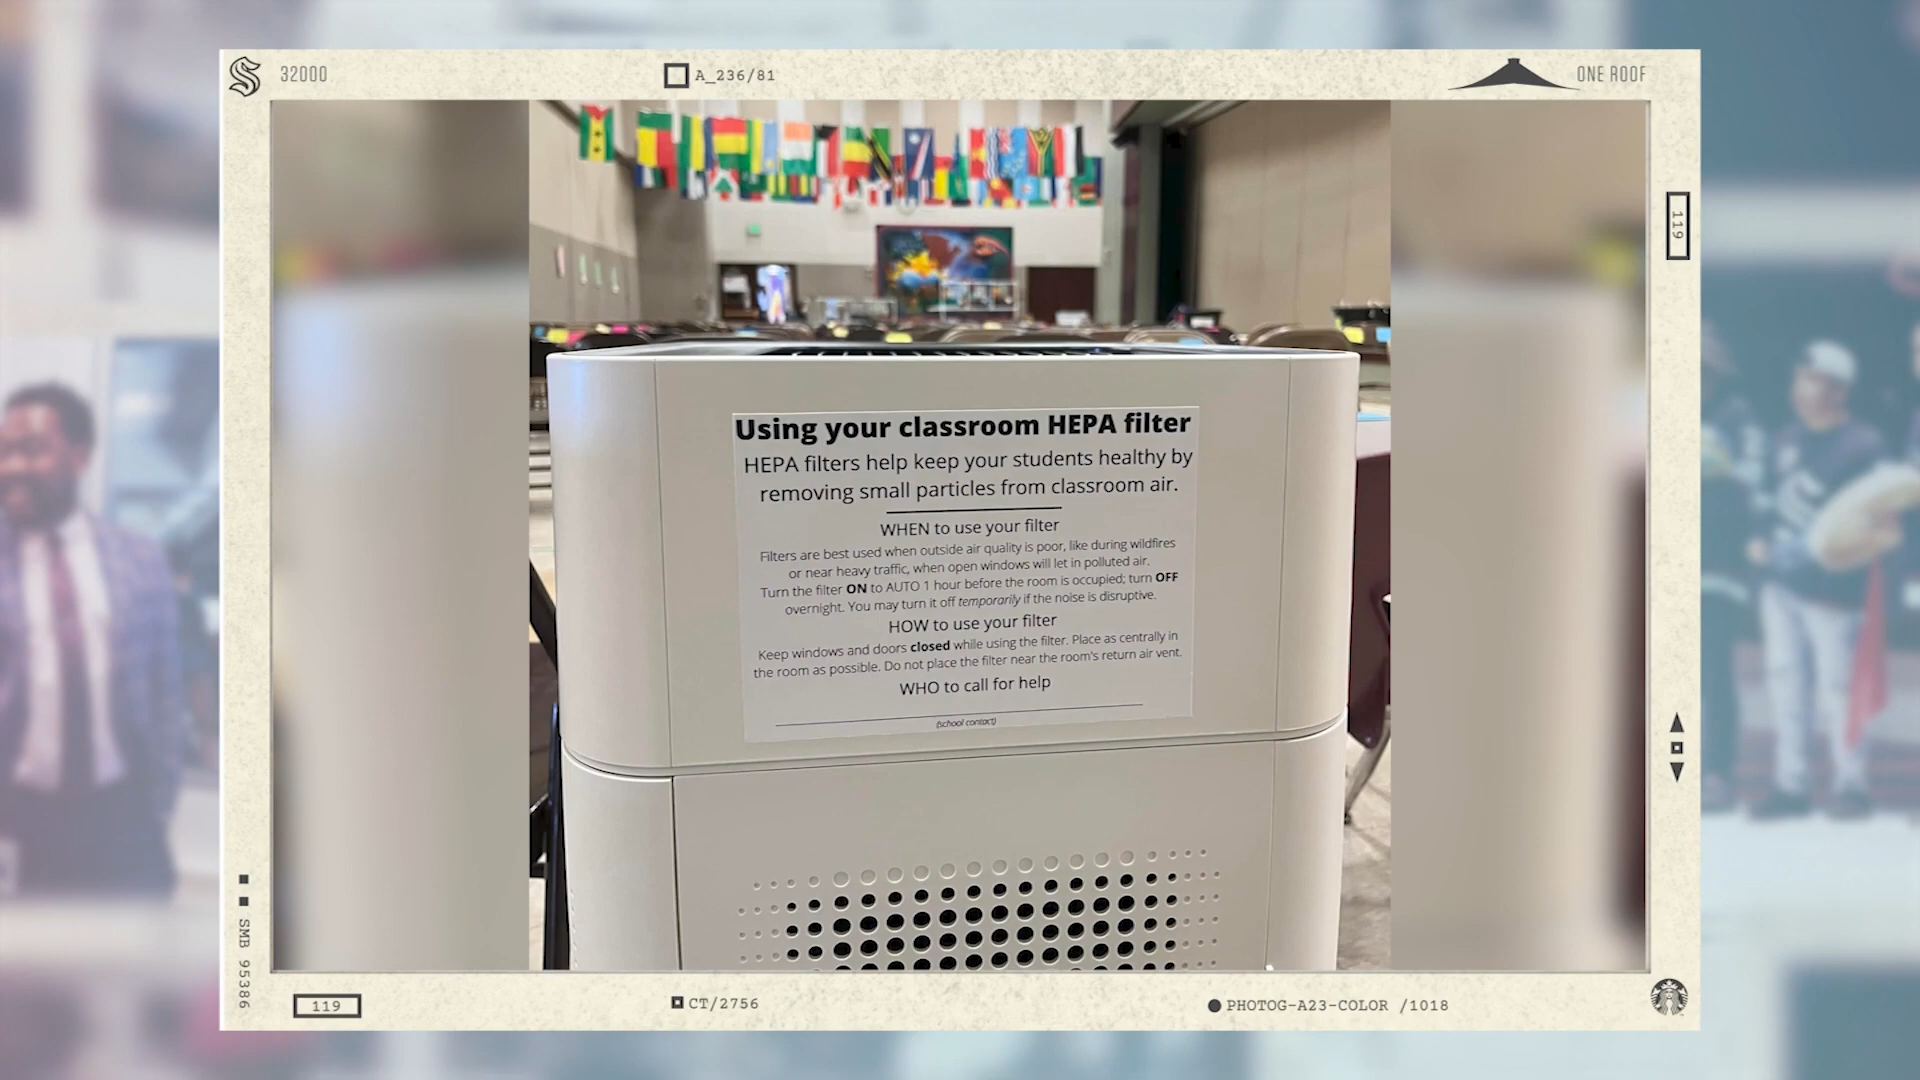 32000
A_236/81
ONE ROOF
119
Using your classroom HEPA filter
HEPA filters help keep your students healthy by
removing small particles from classroom air.
WHEN to use your filter
Filters are best used when outside air quality is poor, like during wildfires
or near heavy traffic, when open windows will let in polluted air.
Turn the filter ON to AUTO 1 hour before the room is occupied; turn OFF
overnight. You may turn it off temporarily if the noise is disruptive.
HOW to use your filter
Keep windows and doors closed while using the filter. Place as centrally in
the room as possible. Do not place the filter near the room's return air vent.
WHO to call for help
(school contact)
SMB 95386
119
CT/2756
PHOTOG-A23-COLOR /1018